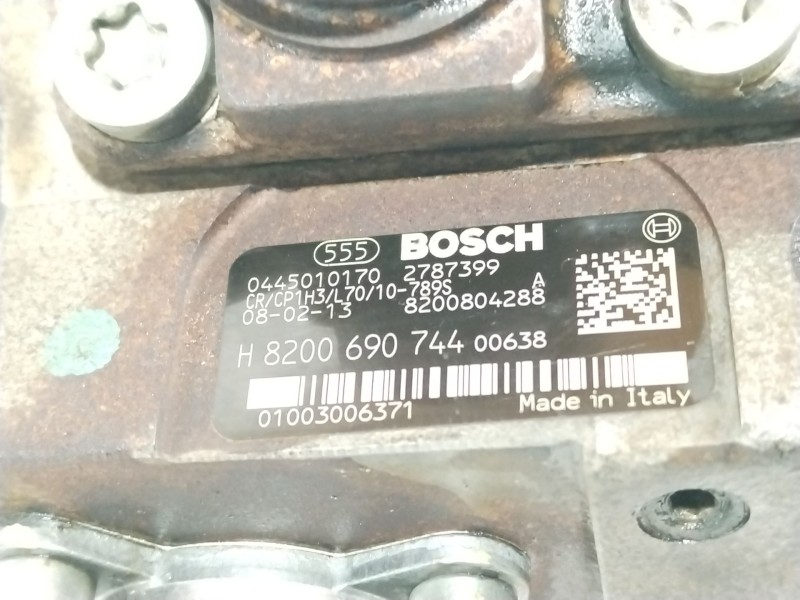 555 BOSCH
0445010170 2787399
CR/CP1H3/L70/10-789S A
08-02-13 8200804288
H 8200 690 744 00638
01003006371 Made in Italy